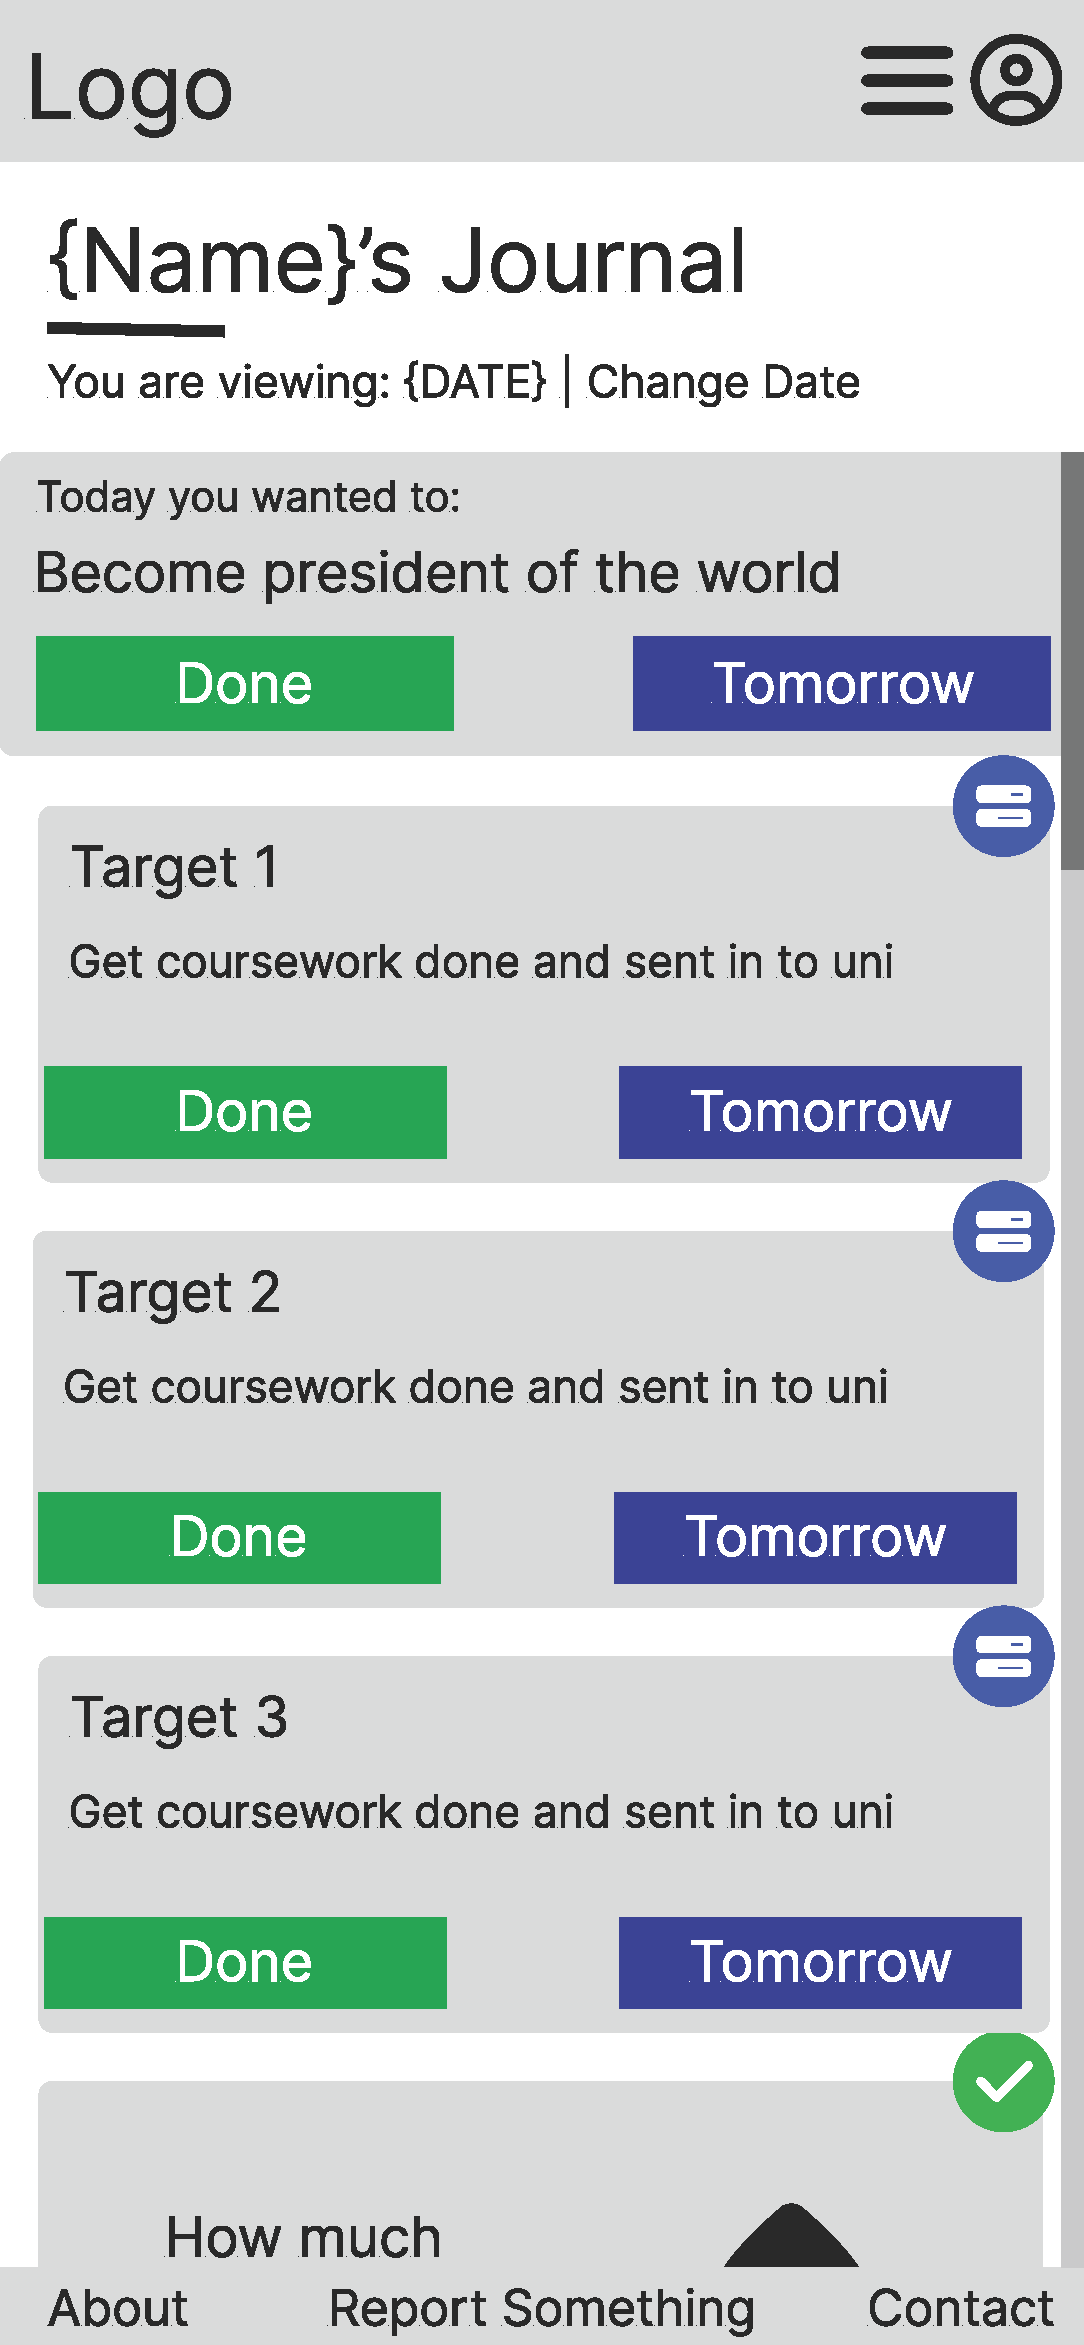 Logo
{Name}’s Journal
You are viewing: {DATE} | Change Date
Today you wanted to:
Become president of the world
Done Tomorrow
Target 1
Get coursework done and sent in to uni
Done Tomorrow
Target 2
Get coursework done and sent in to uni
Done Tomorrow
Target 3
Get coursework done and sent in to uni
Done Tomorrow
How much
About Report Something Contact